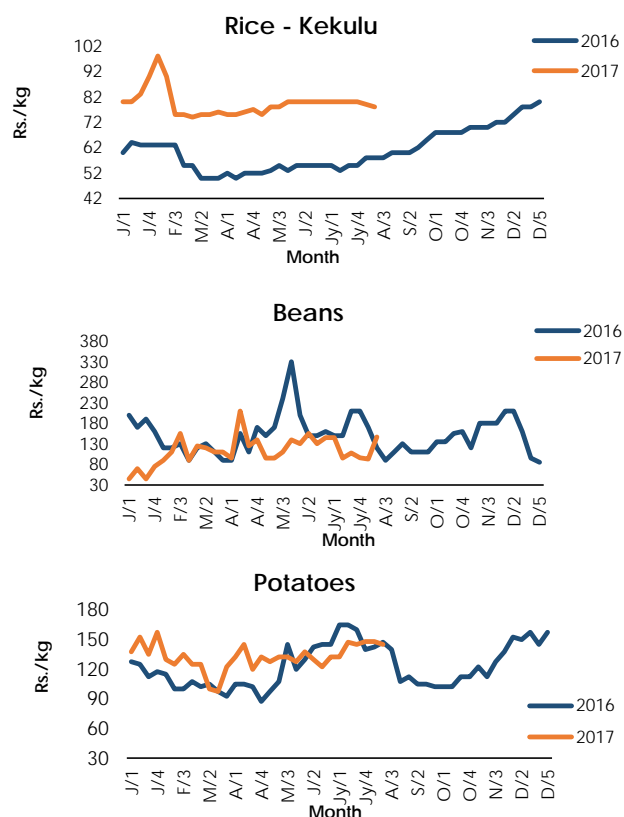 Rice - Kekulu
2016
2017
Rs./kg
102
92
82
72
62
52
42
J/1 J/4 F/3 M/2 A/1 A/4 M/3 J/2 Jy/1 Jy/4 A/3 S/2 O/1 O/4 N/3 D/2 D/5
Month
Beans
2016
2017
Rs./kg
380
330
280
230
180
130
80
30
J/1 J/4 F/3 M/2 A/1 A/4 M/3 J/2 Jy/1 Jy/4 A/3 S/2 O/1 O/4 N/3 D/2 D/5
Month
Potatoes
Rs./kg
180
150
120
90
60
30
2016
2017
J/1 J/4 F/3 M/2 A/1 A/4 M/3 J/2 Jy/1 Jy/4 A/3 S/2 O/1 O/4 N/3 D/2 D/5
Month